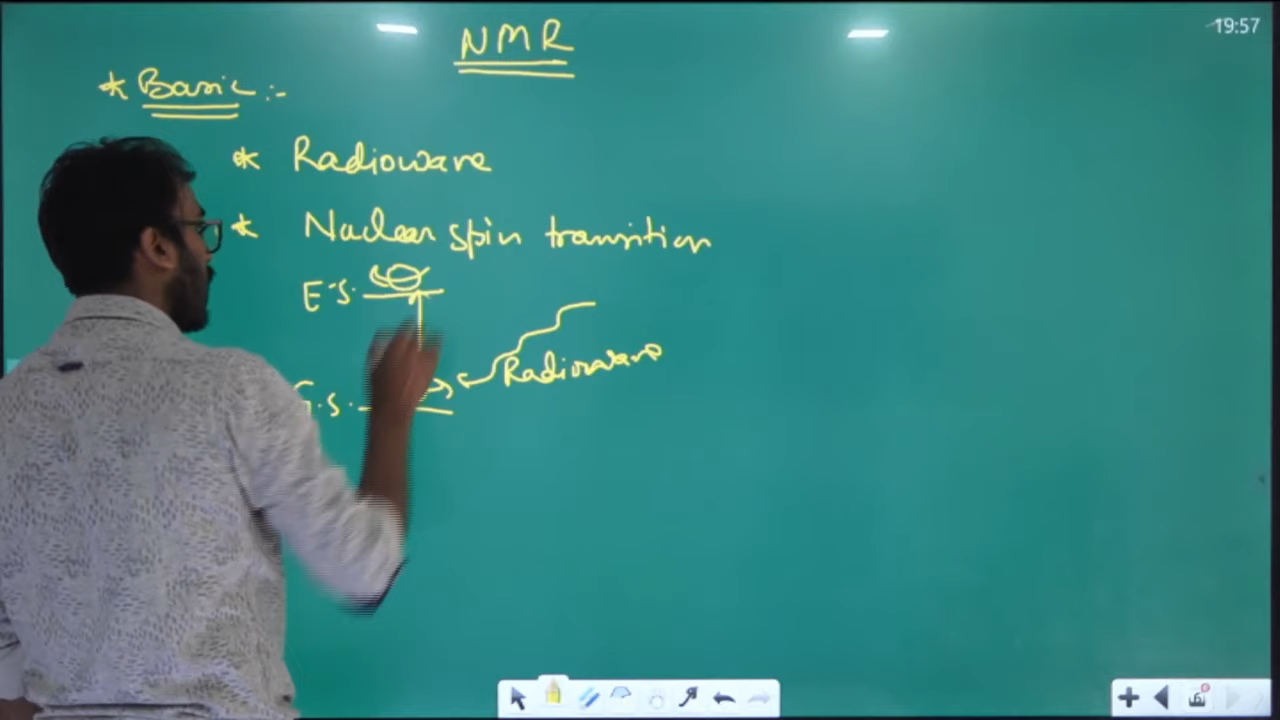 19:57
NMR
* Basic :-
* Radiowave
* Nuclear spin transition
E.S.
Radiowave
G.S.